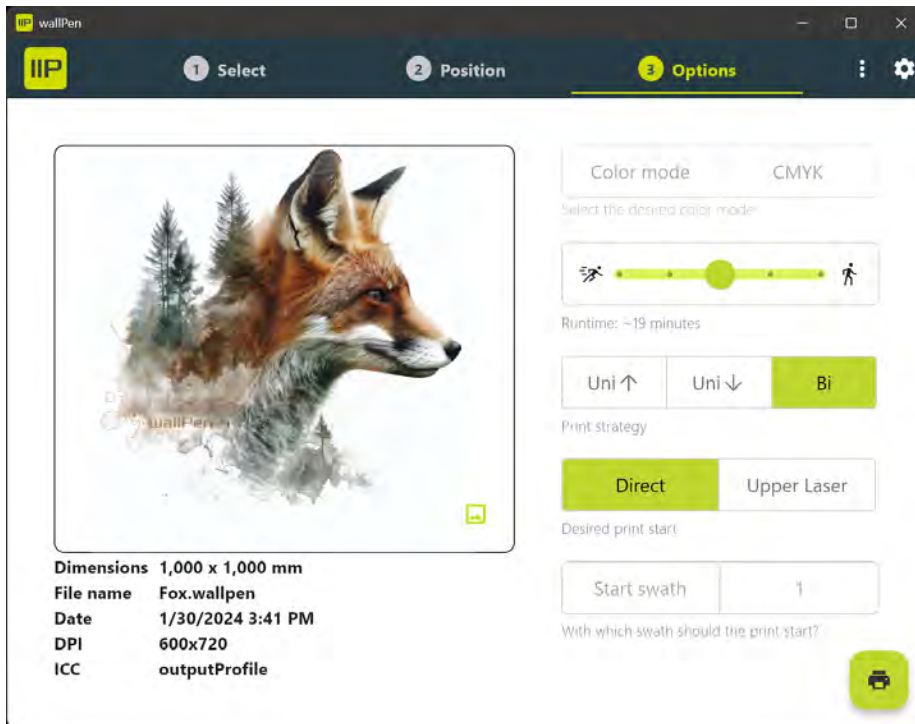 wallPen
IIP
1 Select
2 Position
3 Options
Color mode CMYK
Select the desired color mode
Runtime: ~19 minutes
Uni ↑ Uni ↓ Bi
Print strategy
Direct Upper Laser
Desired print start
Start swath 1
With which swath should the print start?
wallPen
Dimensions 1,000 x 1,000 mm
File name Fox.wallpen
Date 1/30/2024 3:41 PM
DPI 600x720
ICC outputProfile